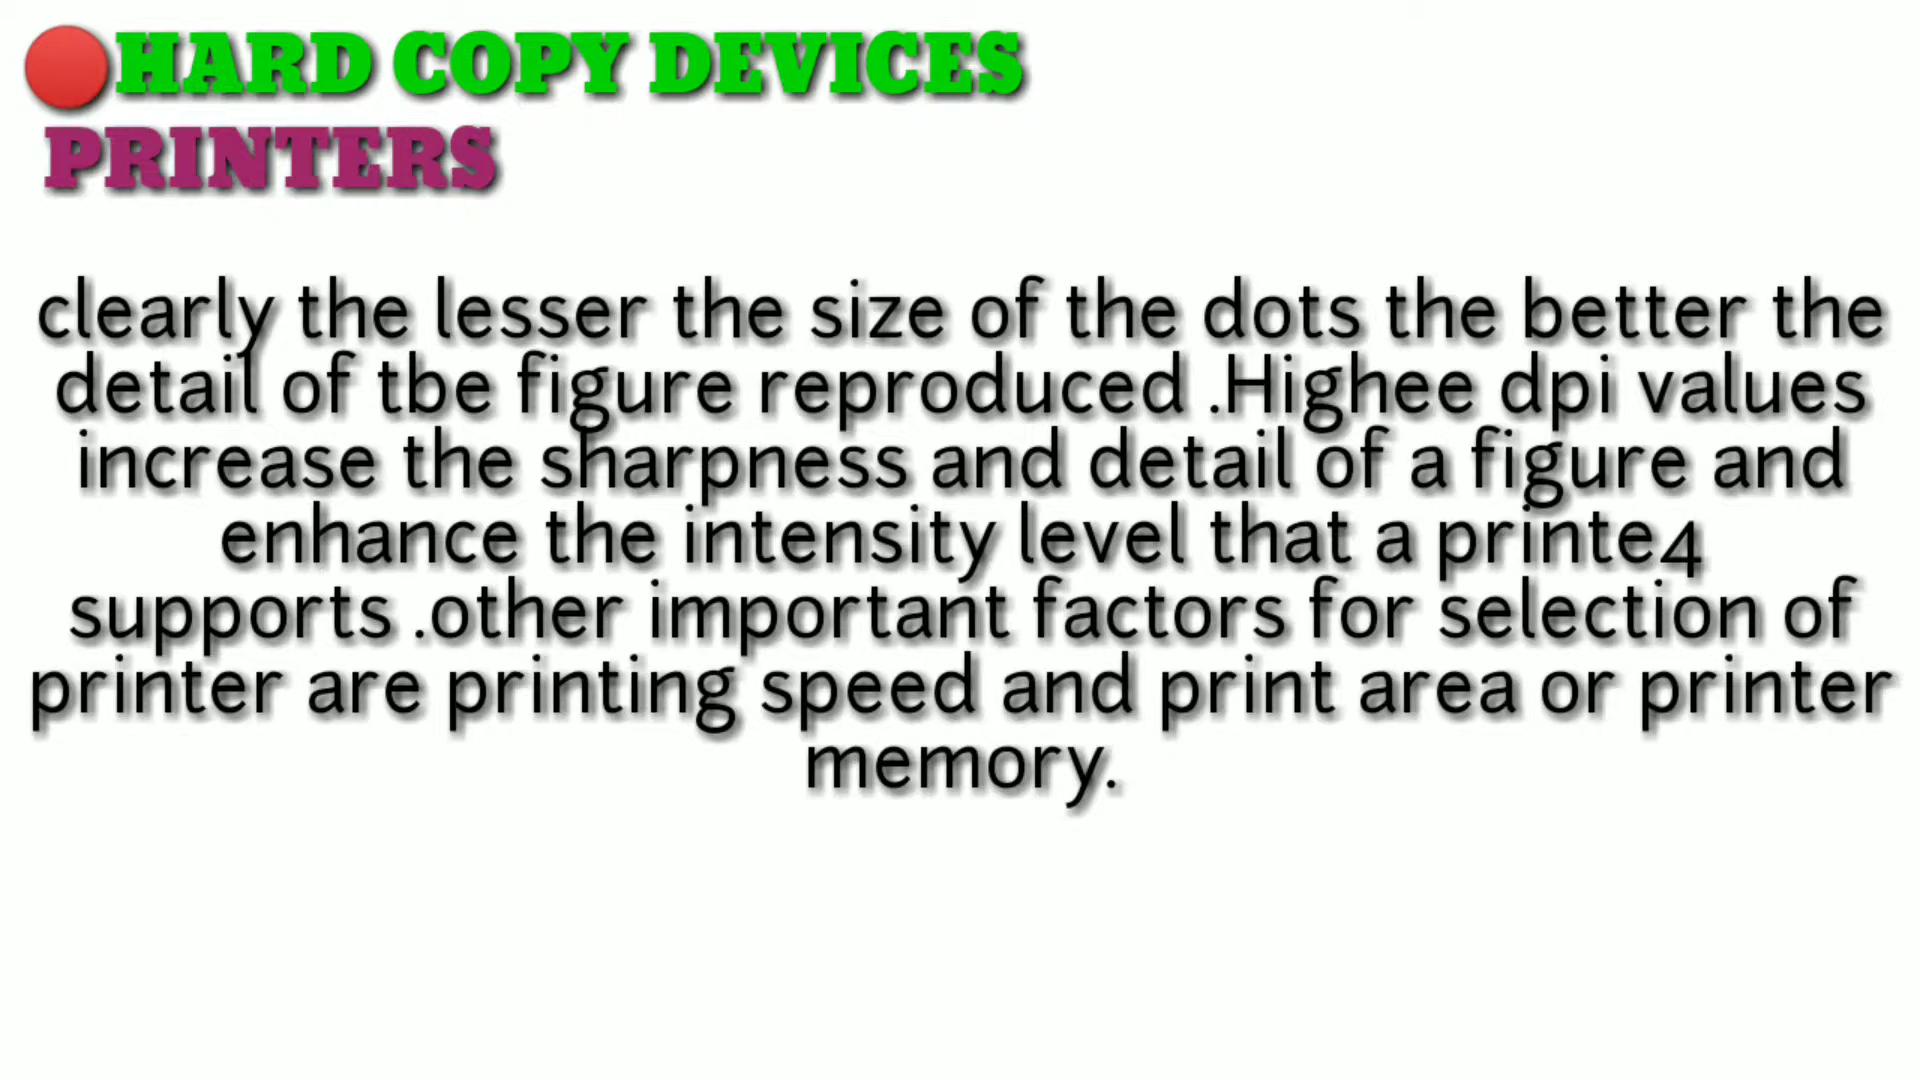 HARD COPY DEVICES
PRINTERS
clearly the lesser the size of the dots the better the
detail of tbe figure reproduced .Highee dpi values
increase the sharpness and detail of a figure and
enhance the intensity level that a printe4
supports .other important factors for selection of
printer are printing speed and print area or printer
memory.